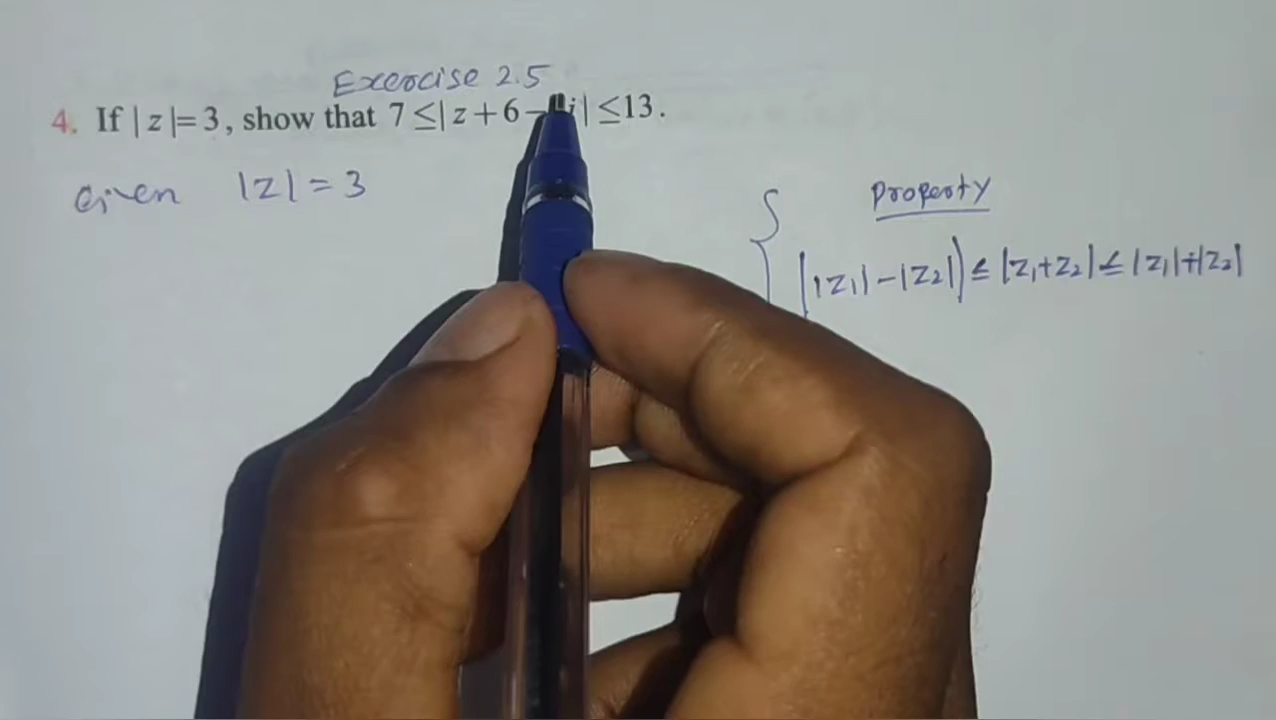 Exercise 2.5
4. If |z|= 3, show that 7 ≤|z+6− i| ≤13.
Given |z| = 3
Property
||z₁|-|z₂|| ≤ |z₁+z₂| ≤ |z₁|+|z₂|